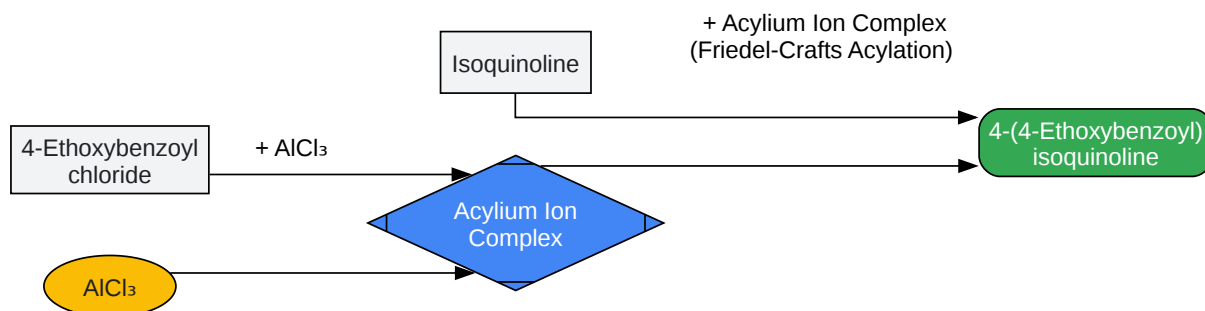 + Acylium Ion Complex
(Friedel-Crafts Acylation)
Isoquinoline
4-(4-Ethoxybenzoyl)
isoquinoline
4-Ethoxybenzoyl
chloride
+ AlCl₃
Acylium Ion
Complex
AlCl₃